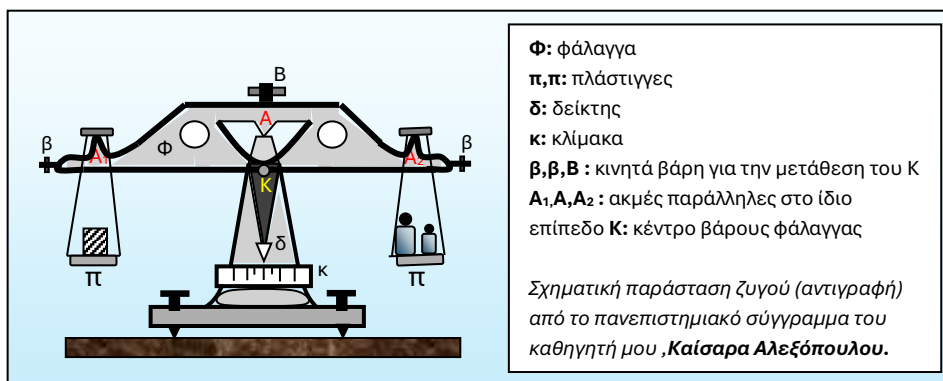 B
A
β
β
Φ
A₁
A₂
K
δ
κ
π
π
Φ: φάλαγγα
π,π: πλάστιγγες
δ: δείκτης
κ: κλίμακα
β,β,Β : κινητά βάρη για την μετάθεση του Κ
Α₁,Α,Α₂ : ακμές παράλληλες στο ίδιο
επίπεδο Κ: κέντρο βάρους φάλαγγας
Σχηματική παράσταση ζυγού (αντιγραφή)
από το πανεπιστημιακό σύγγραμμα του
καθηγητή μου ,Καίσαρα Αλεξόπουλου.